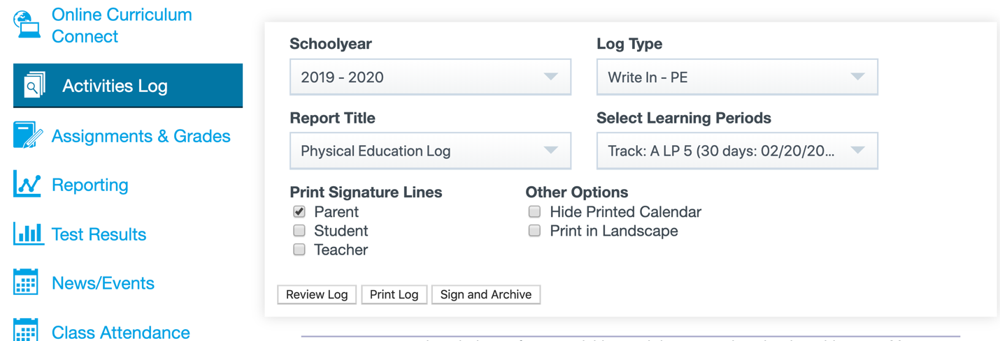 Online Curriculum
Connect
Activities Log
Assignments & Grades
Reporting
Test Results
News/Events
Class Attendance
Schoolyear
Log Type
2019 - 2020
Write In - PE
Report Title
Select Learning Periods
Physical Education Log
Track: A LP 5 (30 days: 02/20/20...
Print Signature Lines
Other Options
Parent
Hide Printed Calendar
Student
Print in Landscape
Teacher
Review Log
Print Log
Sign and Archive